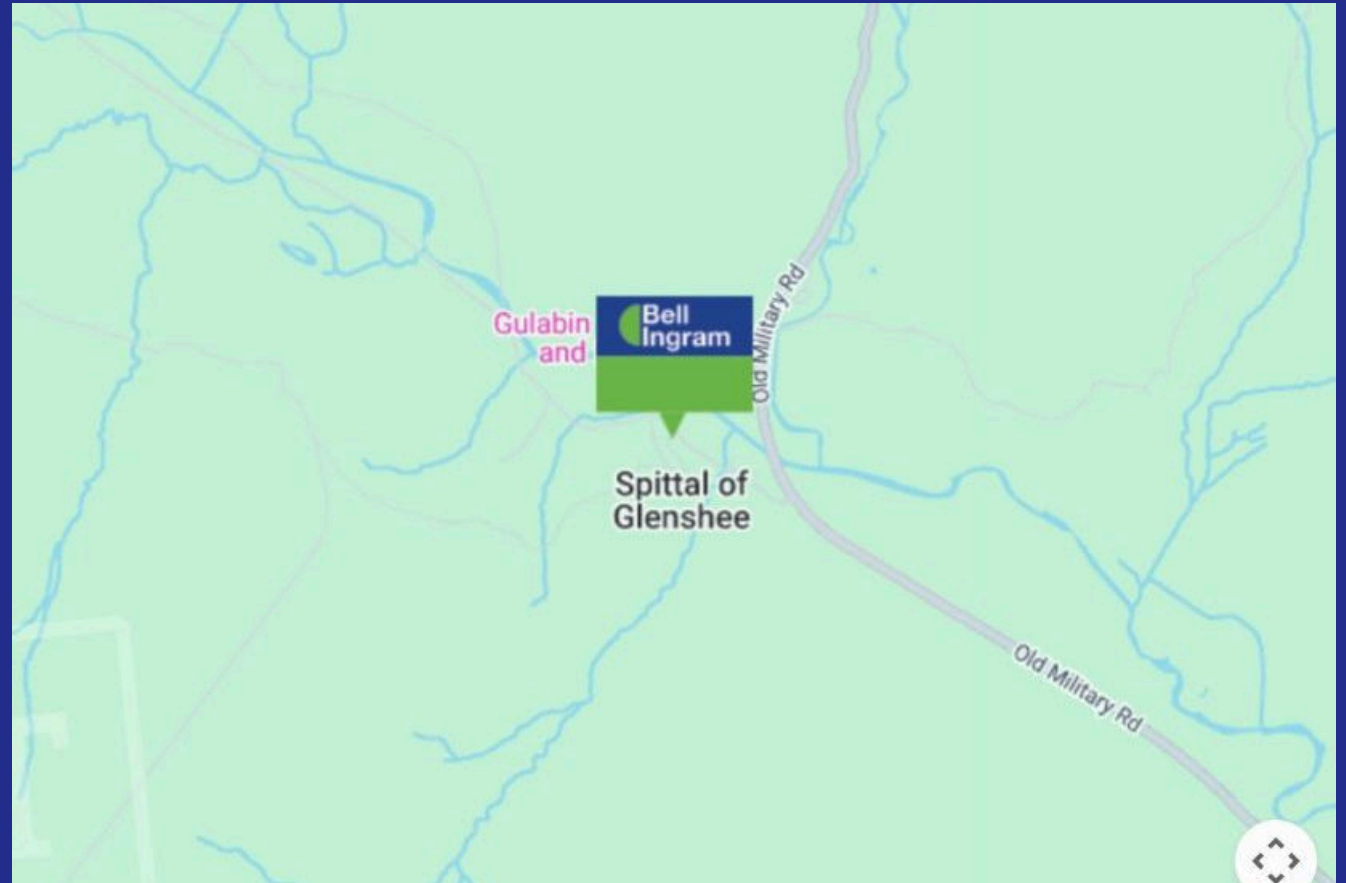 Bell
Ingram
Gulabin
and
Old Military Rd
Spittal of
Glenshee
Old Military Rd